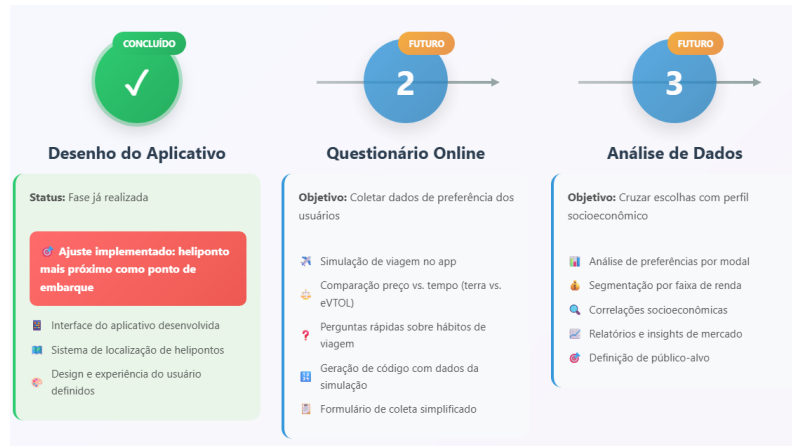 CONCLUÍDO
✓
Desenho do Aplicativo
Status: Fase já realizada
🎯 Ajuste implementado: heliponto
mais próximo como ponto de
embarque
Interface do aplicativo desenvolvida
Sistema de localização de helipontos
Design e experiência do usuário
definidos
FUTURO
2
Questionário Online
Objetivo: Coletar dados de preferência dos
usuários
Simulação de viagem no app
Comparação preço vs. tempo (terra vs.
eVTOL)
Perguntas rápidas sobre hábitos de
viagem
Geração de código com dados da
simulação
Formulário de coleta simplificado
FUTURO
3
Análise de Dados
Objetivo: Cruzar escolhas com perfil
socioeconômico
Análise de preferências por modal
Segmentação por faixa de renda
Correlações socioeconômicas
Relatórios e insights de mercado
Definição de público-alvo